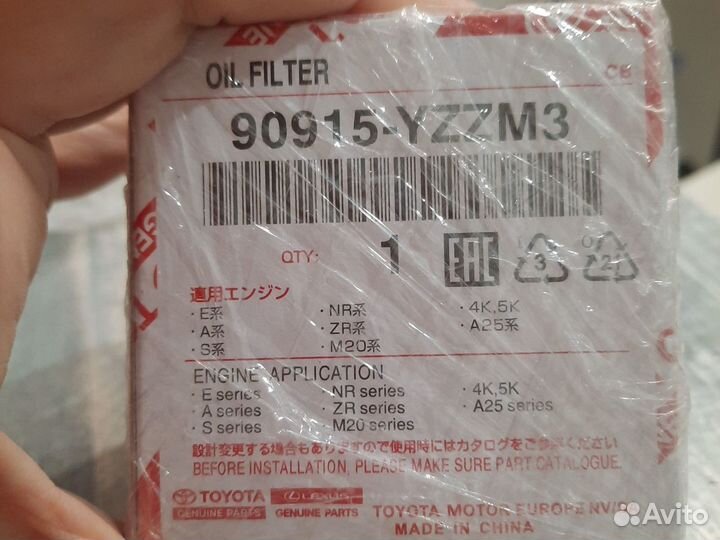 OIL FILTER
CB
90915-YZZM3
QTY: 1 EAC 3 21
適用エンジン
・E系 ・NR系 ・4K,5K
・A系 ・ZR系 ・A25系
・S系 ・M20系
ENGINE APPLICATION
・E series ・NR series ・4K,5K
・A series ・ZR series ・A25 series
・S series ・M20 series
設計変更する場合もありますので使用時にはカタログをご参照ください
BEFORE INSTALLATION, PLEASE MAKE SURE PART CATALOGUE.
TOYOTA LEXUS
GENUINE PARTS GENUINE PARTS
TOYOTA MOTOR EUROPE NV/
MADE IN CHINA
Avito